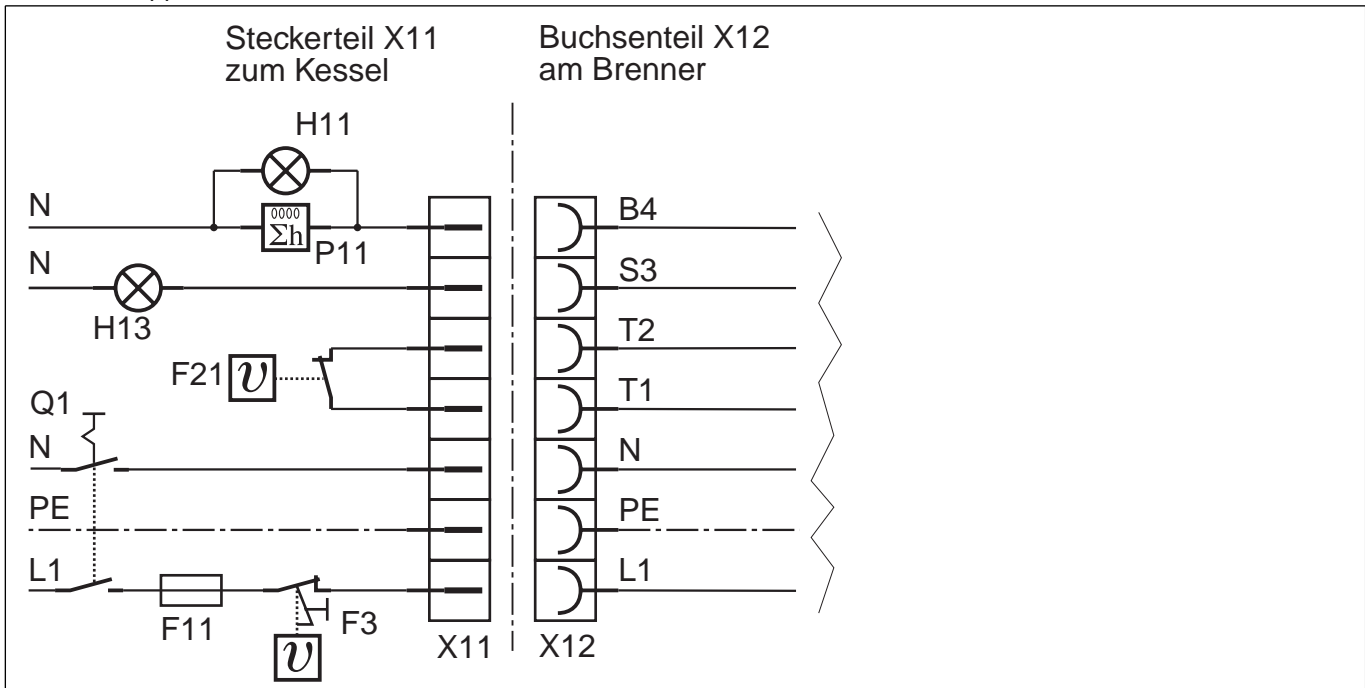 Steckerteil X11
zum Kessel
Buchsenteil X12
am Brenner
H11
N
0000
Σh
P11
B4
N
H13
S3
T2
F21
υ
T1
Q1
N
N
PE
PE
L1
L1
F11
F3
υ
X11
X12